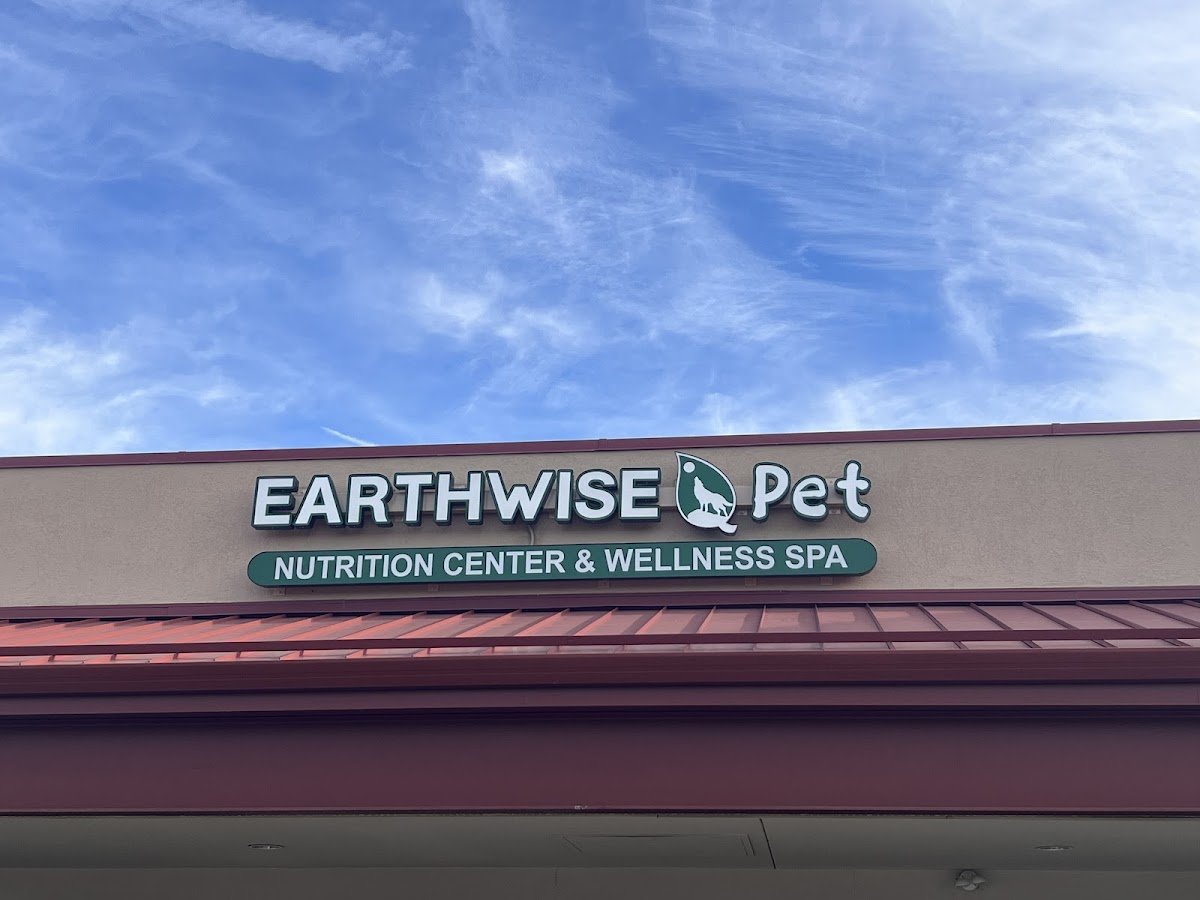 EARTHWISE Pet
NUTRITION CENTER & WELLNESS SPA